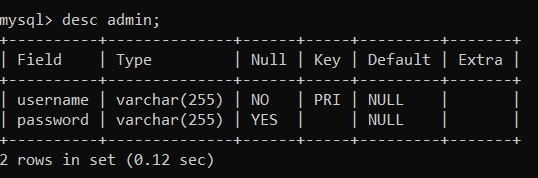 mysql> desc admin;
+----------+--------------+------+-----+---------+-------+
| Field    | Type         | Null | Key | Default | Extra |
+----------+--------------+------+-----+---------+-------+
| username | varchar(255) | NO   | PRI | NULL    |       |
| password | varchar(255) | YES  |     | NULL    |       |
+----------+--------------+------+-----+---------+-------+
2 rows in set (0.12 sec)